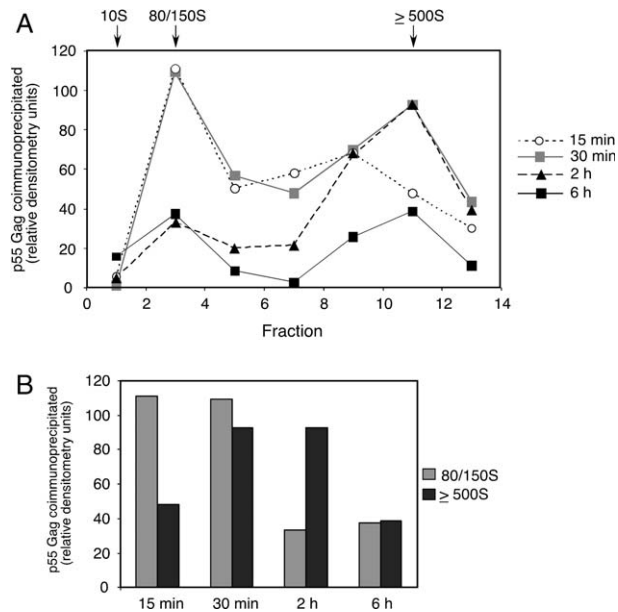 10S 80/150S ≥ 500S
A
p55 Gag coimmunoprecipitated
(relative densitometry units)
120
100
80
60
40
20
0
0 2 4 6 8 10 12 14
Fraction
15 min
30 min
2 h
6 h
B
p55 Gag coimmunoprecipitated
(relative densitometry units)
120
100
80
60
40
20
0
15 min 30 min 2 h 6 h
80/150S
≥ 500S